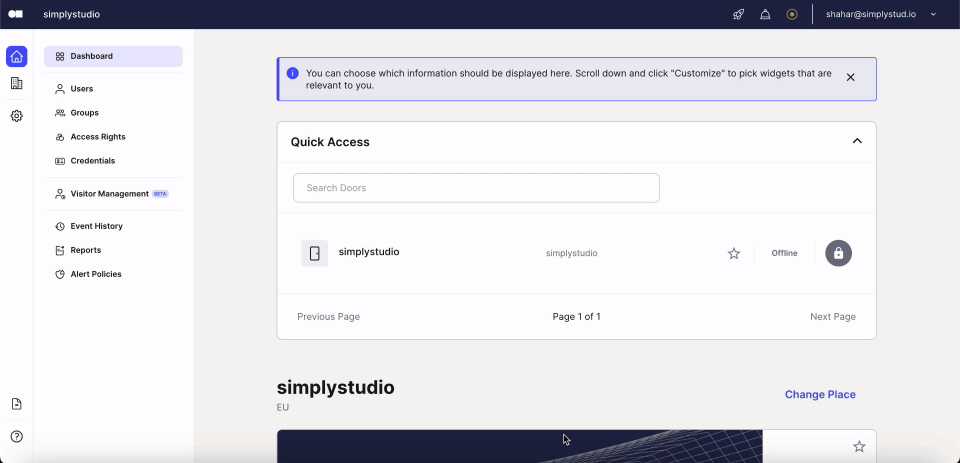 simplystudio
shahar@simplystud.io
Dashboard
Users
Groups
Access Rights
Credentials
Visitor Management BETA
Event History
Reports
Alert Policies
You can choose which information should be displayed here. Scroll down and click "Customize" to pick widgets that are
relevant to you.
Quick Access
Search Doors
simplystudio simplystudio Offline
Previous Page Page 1 of 1 Next Page
simplystudio
EU
Change Place